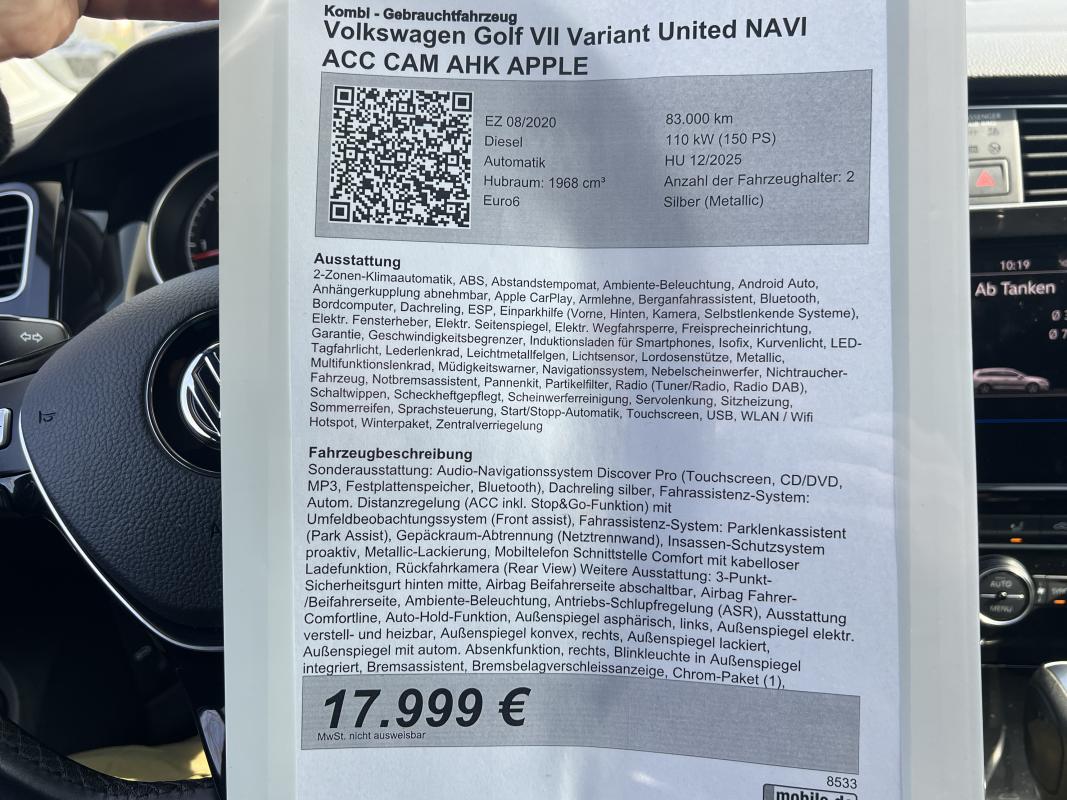 Kombi - Gebrauchtfahrzeug
Volkswagen Golf VII Variant United NAVI
ACC CAM AHK APPLE
EZ 08/2020
Diesel
Automatik
Hubraum: 1968 cm³
Euro6
83.000 km
110 kW (150 PS)
HU 12/2025
Anzahl der Fahrzeughalter: 2
Silber (Metallic)
Ausstattung
2-Zonen-Klimaautomatik, ABS, Abstandstempomat, Ambiente-Beleuchtung, Android Auto,
Anhängerkupplung abnehmbar, Apple CarPlay, Armlehne, Berganfahrassistent, Bluetooth,
Bordcomputer, Dachreling, ESP, Einparkhilfe (Vorne, Hinten, Kamera, Selbstlenkende Systeme),
Elektr. Fensterheber, Elektr. Seitenspiegel, Elektr. Wegfahrsperre, Freisprecheinrichtung,
Garantie, Geschwindigkeitsbegrenzer, Induktionsladen für Smartphones, Isofix, Kurvenlicht, LED-
Tagfahrlicht, Lederlenkrad, Leichtmetallfelgen, Lichtsensor, Lordosenstütze, Metallic,
Multifunktionslenkrad, Müdigkeitswarner, Navigationssystem, Nebelscheinwerfer, Nichtraucher-
Fahrzeug, Notbremsassistent, Pannenkit, Partikelfilter, Radio (Tuner/Radio, Radio DAB),
Schaltwippen, Scheckheftgepflegt, Scheinwerferreinigung, Servolenkung, Sitzheizung,
Sommerreifen, Sprachsteuerung, Start/Stopp-Automatik, Touchscreen, USB, WLAN / Wifi
Hotspot, Winterpaket, Zentralverriegelung
Fahrzeugbeschreibung
Sonderausstattung: Audio-Navigationssystem Discover Pro (Touchscreen, CD/DVD,
MP3, Festplattenspeicher, Bluetooth), Dachreling silber, Fahrassistenz-System:
Autom. Distanzregelung (ACC inkl. Stop&Go-Funktion) mit
Umfeldbeobachtungssystem (Front assist), Fahrassistenz-System: Parklenkassistent
(Park Assist), Gepäckraum-Abtrennung (Netztrennwand), Insassen-Schutzsystem
proaktiv, Metallic-Lackierung, Mobiltelefon Schnittstelle Comfort mit kabelloser
Ladefunktion, Rückfahrkamera (Rear View) Weitere Ausstattung: 3-Punkt-
Sicherheitsgurt hinten mitte, Airbag Beifahrerseite abschaltbar, Airbag Fahrer-
/Beifahrerseite, Ambiente-Beleuchtung, Antriebs-Schlupfregelung (ASR), Ausstattung
Comfortline, Auto-Hold-Funktion, Außenspiegel asphärisch, links, Außenspiegel elektr.
verstell- und heizbar, Außenspiegel konvex, rechts, Außenspiegel lackiert,
Außenspiegel mit autom. Absenkfunktion, rechts, Blinkleuchte in Außenspiegel
integriert, Bremsassistent, Bremsbelagverschleissanzeige, Chrom-Paket (1),
17.999 €
MwSt. nicht ausweisbar
8533
mobile.de
10:19
Ab Tanken
AUTO
MENU